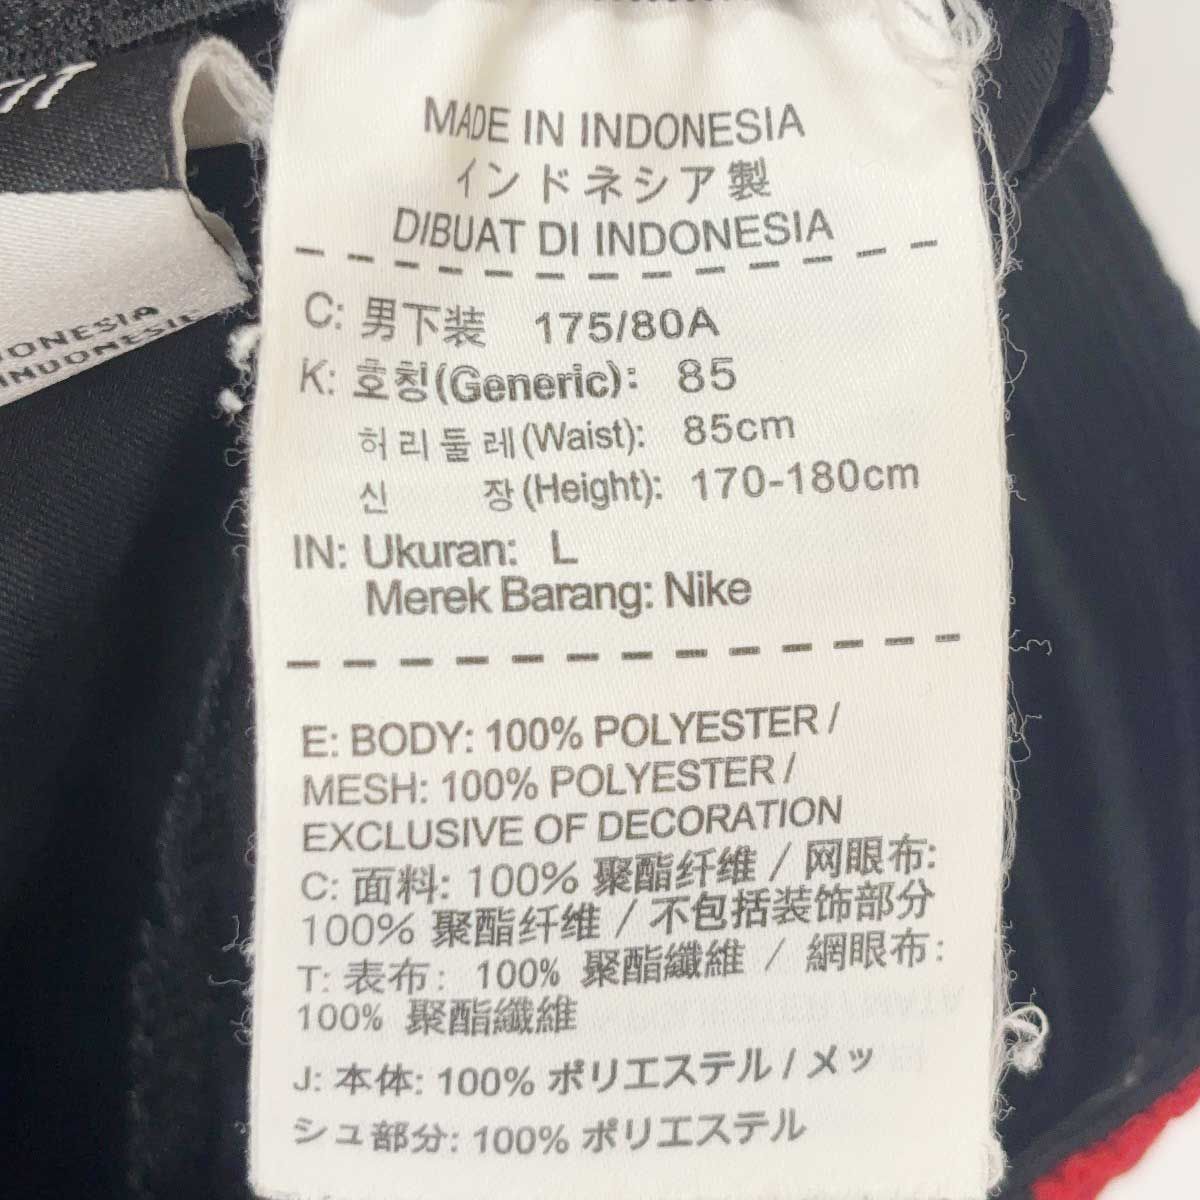 MADE IN INDONESIA
インドネシア製
DIBUAT DI INDONESIA
C: 男下装 175/80A
K: 호칭(Generic): 85
허리둘레(Waist): 85cm
신 장(Height): 170-180cm
IN: Ukuran: L
Merek Barang: Nike
E: BODY: 100% POLYESTER /
MESH: 100% POLYESTER /
EXCLUSIVE OF DECORATION
C: 面料: 100% 聚酯纤维 / 网眼布:
100% 聚酯纤维 / 不包括装饰部分
T: 表布: 100% 聚酯纖維 / 網眼布:
100% 聚酯纖維
J: 本体: 100% ポリエステル / メッ
シュ部分: 100% ポリエステル